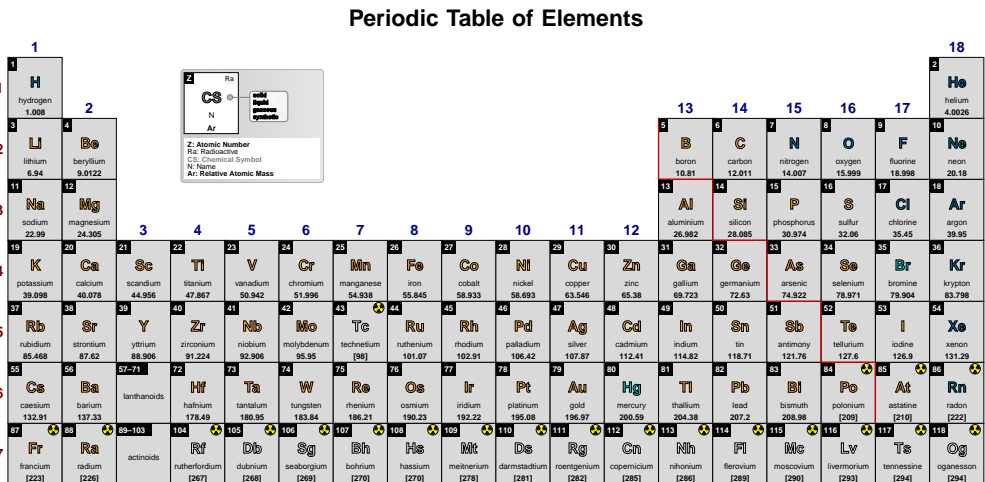 Periodic Table of Elements
1 18
1 2
H He
hydrogen helium
1.008 4.0026
Z Ra
CS
solid
liquid
gaseous
synthetic
N
Ar
Z: Atomic Number
Ra: Radioactive
CS: Chemical Symbol
N: Name
Ar: Relative Atomic Mass
2 13 14 15 16 17
2 3 4 5 6 7 8 9 10
Li Be B C N O F Ne
lithium beryllium boron carbon nitrogen oxygen fluorine neon
6.94 9.0122 10.81 12.011 14.007 15.999 18.998 20.18
3 4 5 6 7 8 9 10 11 12
3 11 12 13 14 15 16 17 18
Na Mg Al Si P S Cl Ar
sodium magnesium aluminium silicon phosphorus sulfur chlorine argon
22.99 24.305 26.982 28.085 30.974 32.06 35.45 39.95
4 19 20 21 22 23 24 25 26 27 28 29 30 31 32 33 34 35 36
K Ca Sc Ti V Cr Mn Fe Co Ni Cu Zn Ga Ge As Se Br Kr
potassium calcium scandium titanium vanadium chromium manganese iron cobalt nickel copper zinc gallium germanium arsenic selenium bromine krypton
39.098 40.078 44.956 47.867 50.942 51.996 54.938 55.845 58.933 58.693 63.546 65.38 69.723 72.63 74.922 78.971 79.904 83.798
5 37 38 39 40 41 42 43 44 45 46 47 48 49 50 51 52 53 54
Rb Sr Y Zr Nb Mo Tc Ru Rh Pd Ag Cd In Sn Sb Te I Xe
rubidium strontium yttrium zirconium niobium molybdenum technetium ruthenium rhodium palladium silver cadmium indium tin antimony tellurium iodine xenon
85.468 87.62 88.906 91.224 92.906 95.95 [98] 101.07 102.91 106.42 107.87 112.41 114.82 118.71 121.76 127.6 126.9 131.29
6 55 56 57–71 72 73 74 75 76 77 78 79 80 81 82 83 84 85 86
Cs Ba Hf Ta W Re Os Ir Pt Au Hg Tl Pb Bi Po At Rn
caesium barium lanthanoids hafnium tantalum tungsten rhenium osmium iridium platinum gold mercury thallium lead bismuth polonium astatine radon
132.91 137.33 178.49 180.95 183.84 186.21 190.23 192.22 195.08 196.97 200.59 204.38 207.2 208.98 [209] [210] [222]
7 87 88 89–103 104 105 106 107 108 109 110 111 112 113 114 115 116 117 118
Fr Ra Rf Db Sg Bh Hs Mt Ds Rg Cn Nh Fl Mc Lv Ts Og
francium radium actinoids rutherfordium dubnium seaborgium bohrium hassium meitnerium darmstadtium roentgenium copernicium nihonium flerovium moscovium livermorium tennessine oganesson
[223] [226] [267] [268] [269] [270] [270] [278] [281] [282] [285] [286] [289] [290] [293] [294] [294]